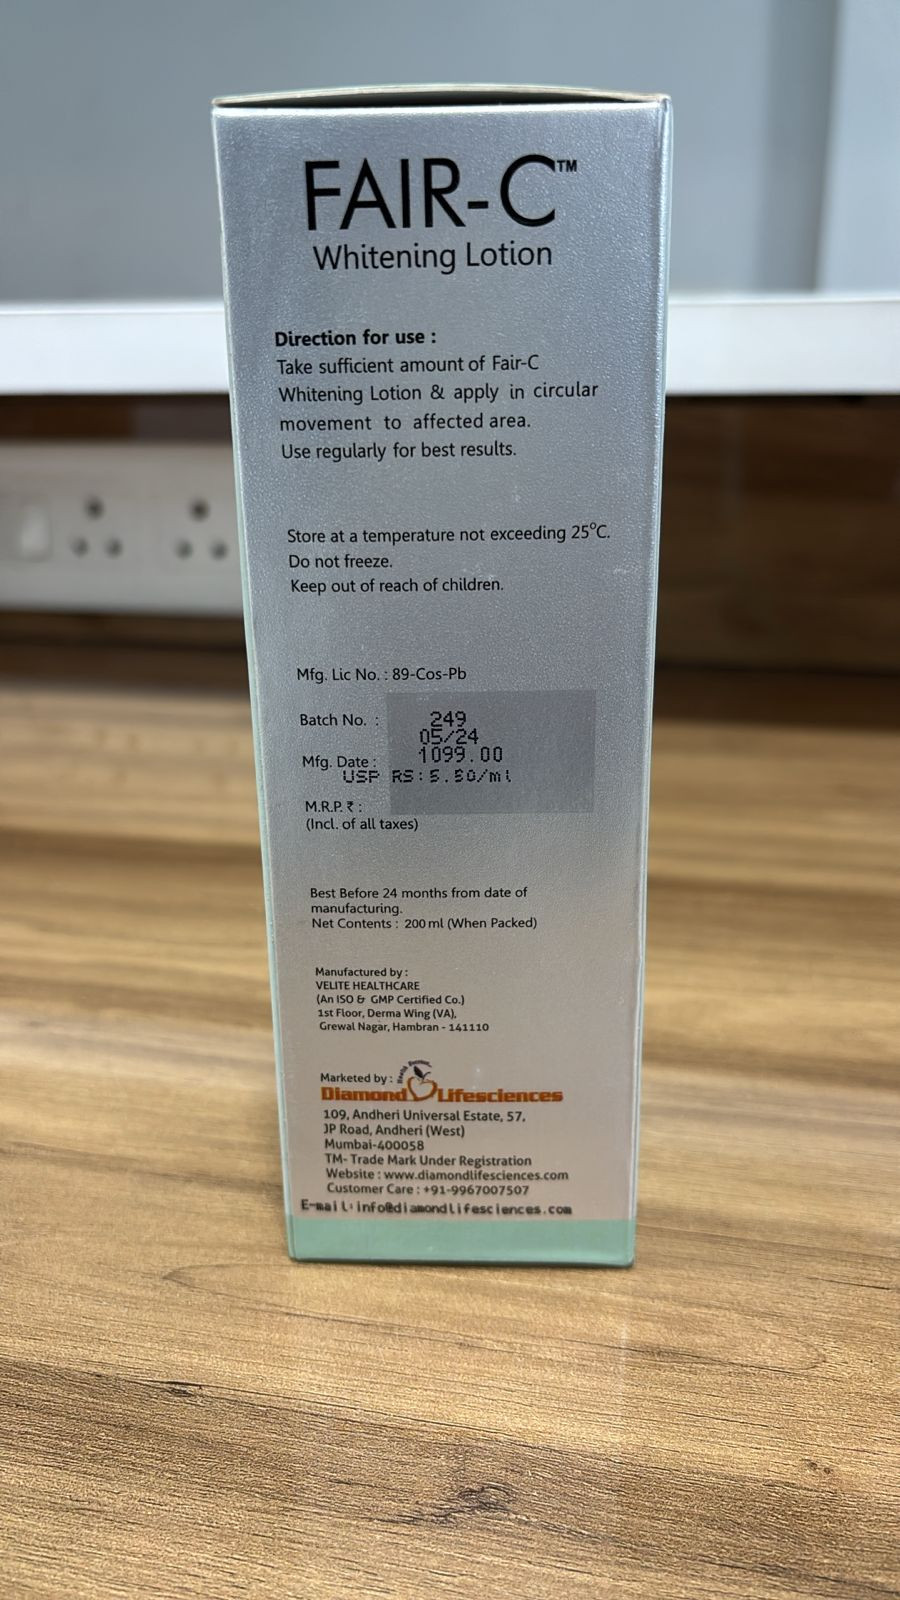 FAIR-C™
Whitening Lotion
Direction for use :
Take sufficient amount of Fair-C
Whitening Lotion & apply in circular
movement to affected area.
Use regularly for best results.
Store at a temperature not exceeding 25°C.
Do not freeze.
Keep out of reach of children.
Mfg. Lic No. : 89-Cos-Pb
Batch No. : 249
05/24
Mfg. Date : 1099.00
USP RS:5.50/ml
M.R.P. ₹ :
(Incl. of all taxes)
Best Before 24 months from date of
manufacturing.
Net Contents : 200 ml (When Packed)
Manufactured by :
VELITE HEALTHCARE
(An ISO & GMP Certified Co.)
1st Floor, Derma Wing (VA),
Grewal Nagar, Hambran - 141110
Marketed by :
Diamond Lifesciences
109, Andheri Universal Estate, 57,
JP Road, Andheri (West)
Mumbai-400058
TM- Trade Mark Under Registration
Website : www.diamondlifesciences.com
Customer Care : +91-9967007507
E-mail:info@diamondlifesciences.com